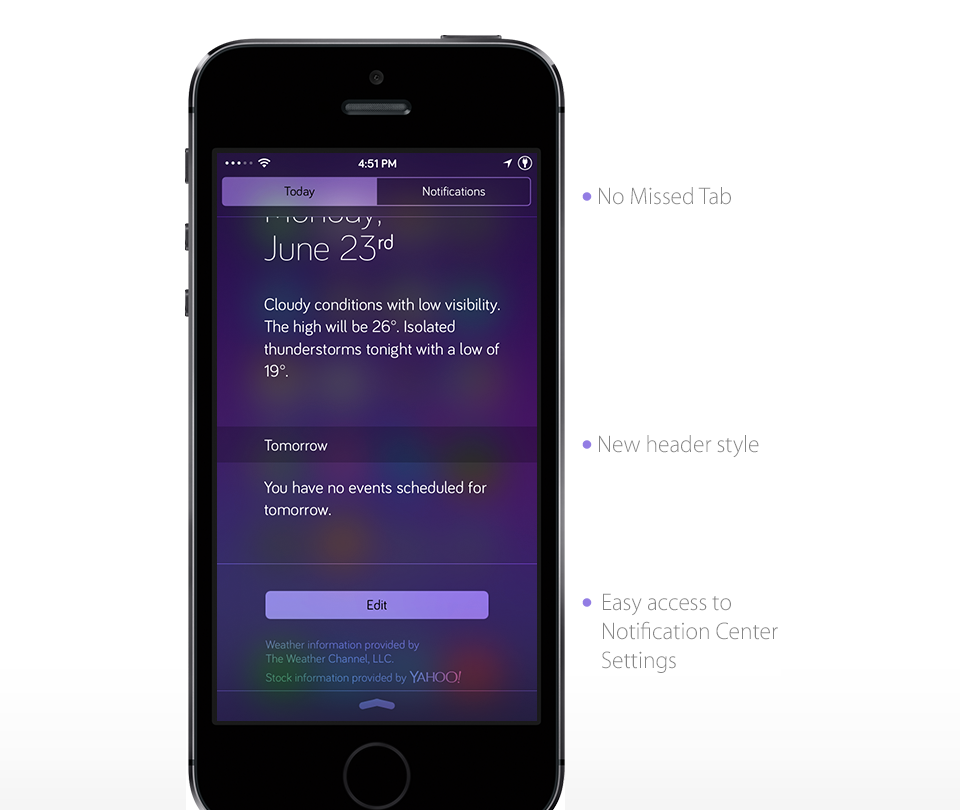 4:51 PM
Today
Notifications
Monday,
June 23rd
Cloudy conditions with low visibility.
The high will be 26°. Isolated
thunderstorms tonight with a low of
19°.
Tomorrow
You have no events scheduled for
tomorrow.
Edit
Weather information provided by
The Weather Channel, LLC.
Stock information provided by YAHOO!
No Missed Tab
New header style
Easy access to
Notification Center
Settings